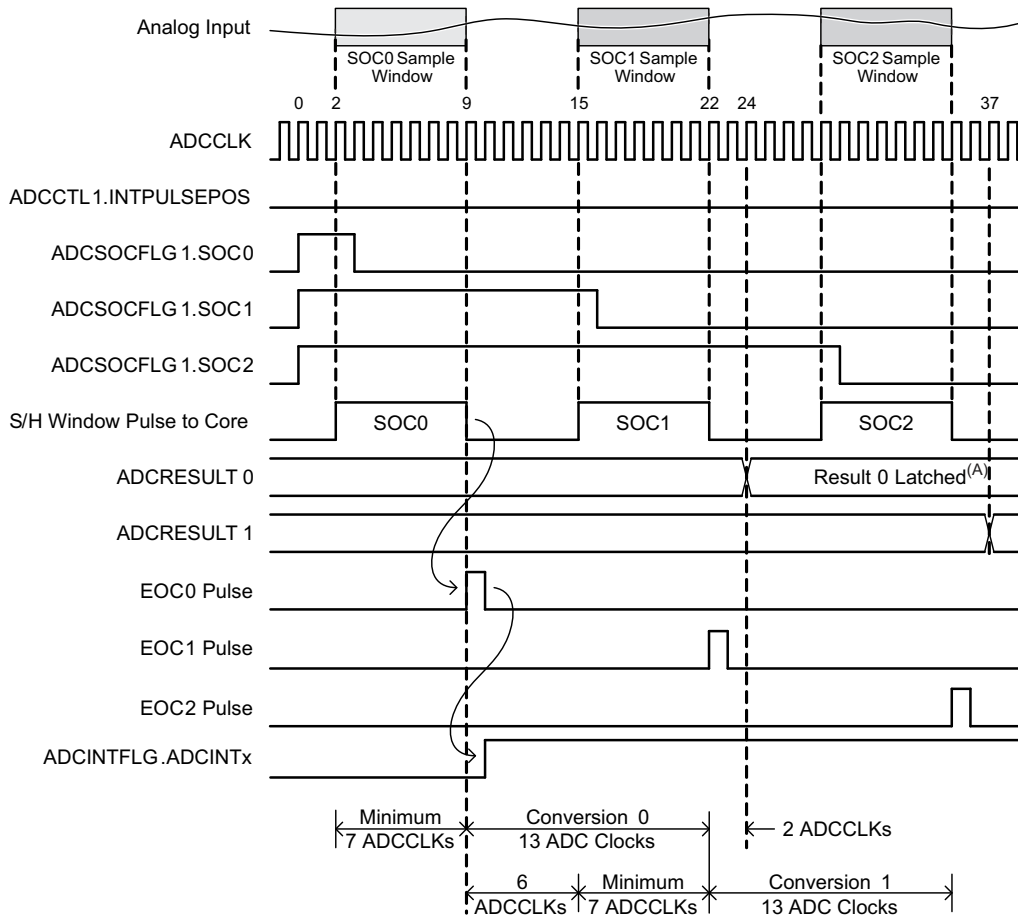 Analog Input
SOC0 Sample
Window
SOC1 Sample
Window
SOC2 Sample
Window
0 2 9 15 22 24 37
ADCCLK
ADCCTL1.INTPULSEPOS
ADCSOCFLG 1.SOC0
ADCSOCFLG 1.SOC1
ADCSOCFLG 1.SOC2
S/H Window Pulse to Core SOC0 SOC1 SOC2
ADCRESULT 0 Result 0 Latched(A)
ADCRESULT 1
EOC0 Pulse
EOC1 Pulse
EOC2 Pulse
ADCINTFLG .ADCINTx
Minimum
7 ADCCLKs
Conversion 0
13 ADC Clocks
2 ADCCLKs
6
ADCCLKs
Minimum
7 ADCCLKs
Conversion 1
13 ADC Clocks